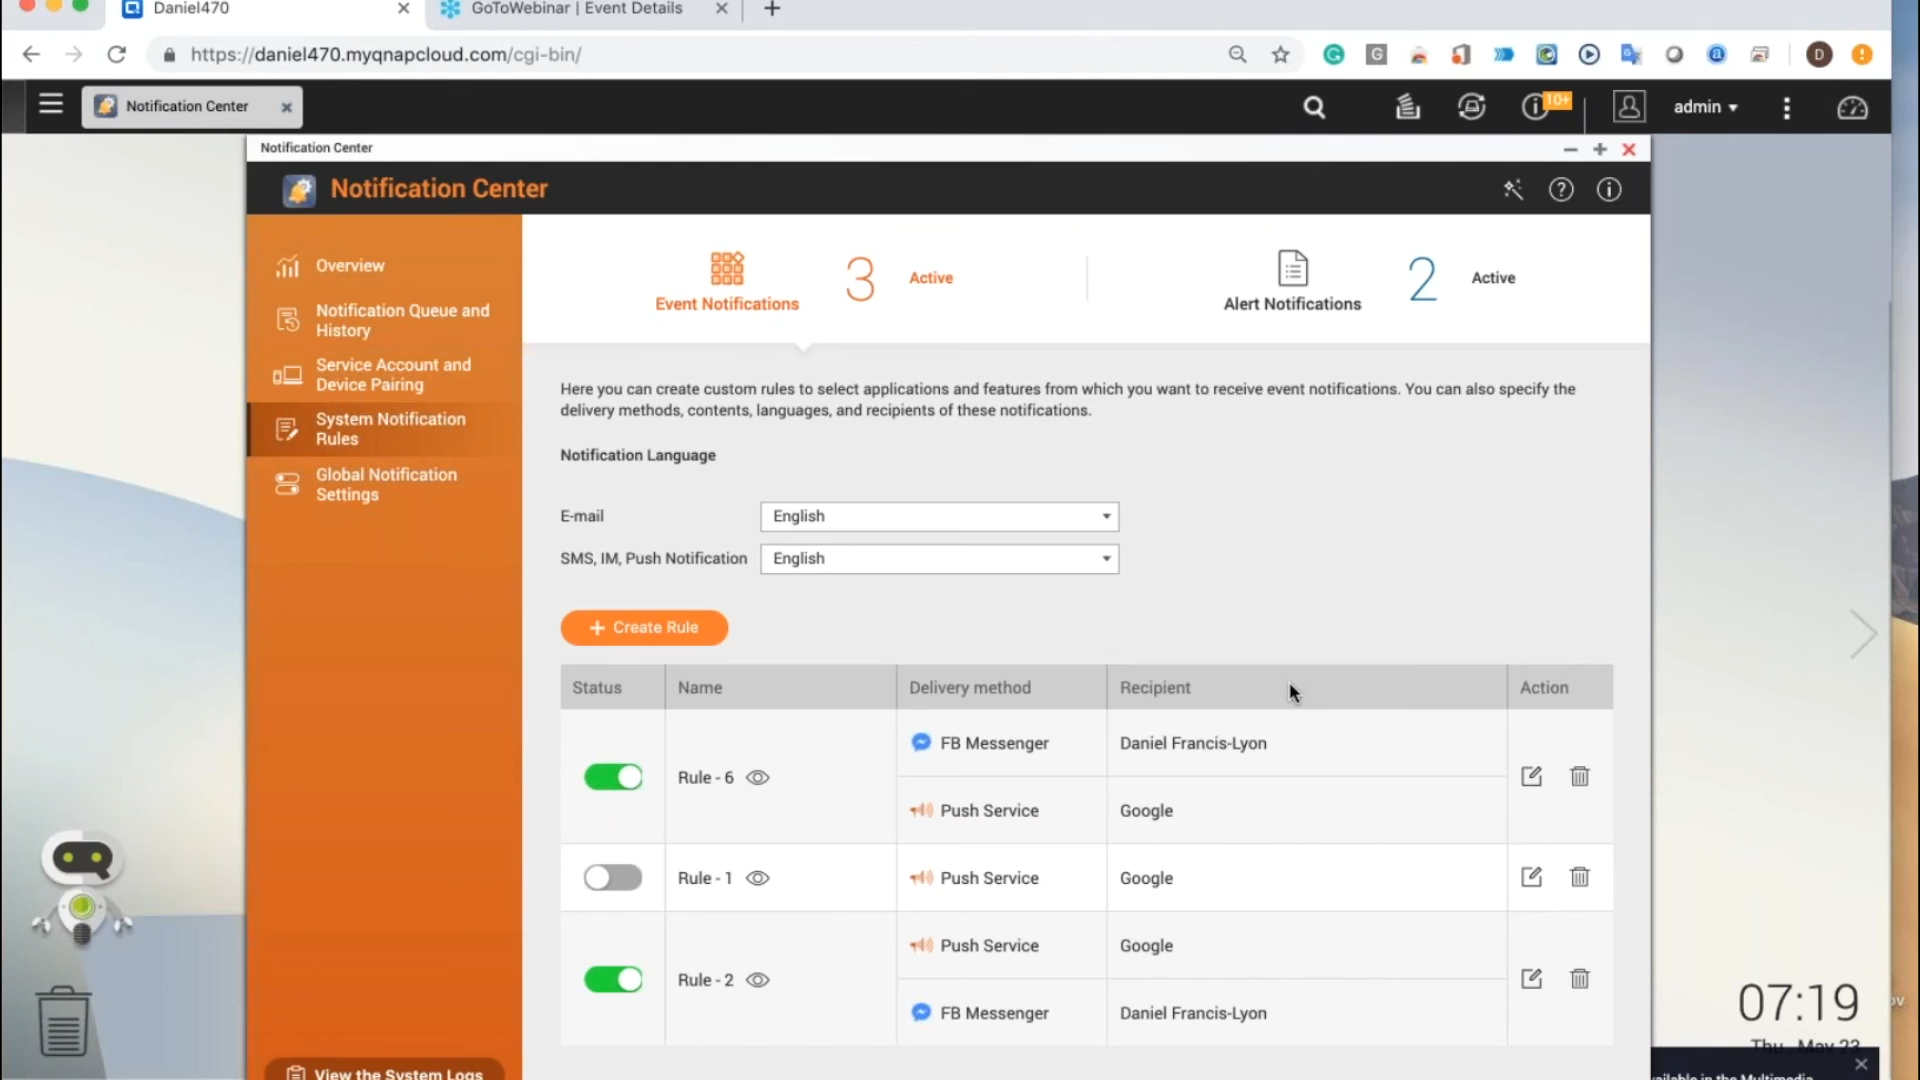 Daniel470
GoToWebinar | Event Details
https://daniel470.myqnapcloud.com/cgi-bin/
G
a
D
Notification Center
10+
admin
Notification Center
Notification Center
Overview
Notification Queue and
History
Service Account and
Device Pairing
System Notification
Rules
Global Notification
Settings
View the System Logs
Event Notifications
3
Active
Alert Notifications
2
Active
Here you can create custom rules to select applications and features from which you want to receive event notifications. You can also specify the
delivery methods, contents, languages, and recipients of these notifications.
Notification Language
E-mail
English
SMS, IM, Push Notification
English
+ Create Rule
Status
Name
Delivery method
Recipient
Action
Rule - 6
FB Messenger
Daniel Francis-Lyon
Push Service
Google
Rule - 1
Push Service
Google
Rule - 2
Push Service
Google
FB Messenger
Daniel Francis-Lyon
07:19
Thu., May 23
in the Multimedia